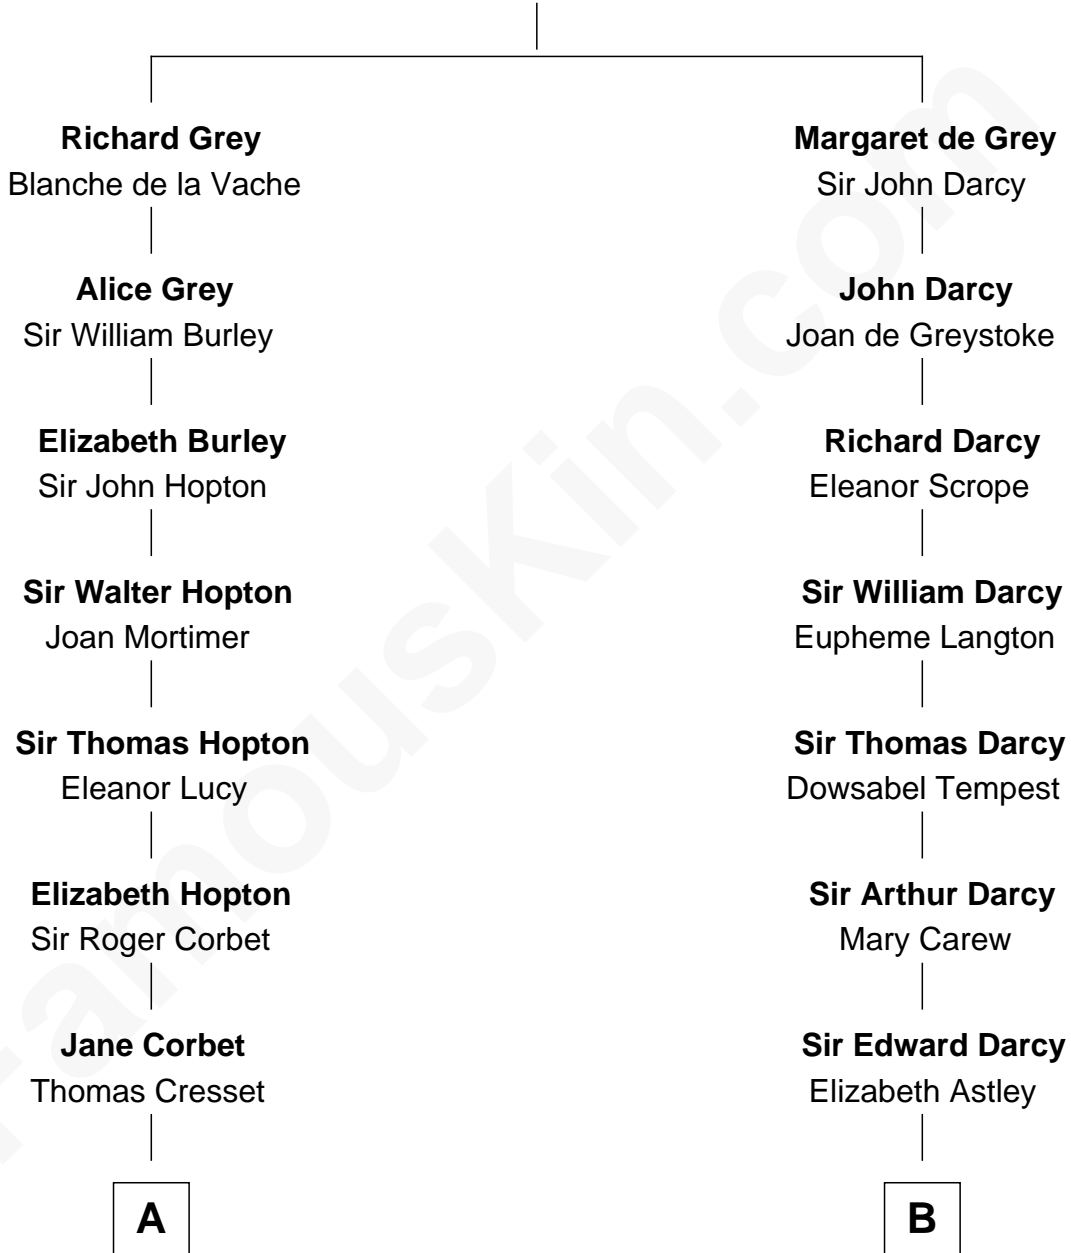 Richard Grey
Blanche de la Vache
Alice Grey
Sir William Burley
Elizabeth Burley
Sir John Hopton
Sir Walter Hopton
Joan Mortimer
Sir Thomas Hopton
Eleanor Lucy
Elizabeth Hopton
Sir Roger Corbet
Jane Corbet
Thomas Cresset
A
Margaret de Grey
Sir John Darcy
John Darcy
Joan de Greystoke
Richard Darcy
Eleanor Scrope
Sir William Darcy
Eupheme Langton
Sir Thomas Darcy
Dowsabel Tempest
Sir Arthur Darcy
Mary Carew
Sir Edward Darcy
Elizabeth Astley
B
FamousKin.com